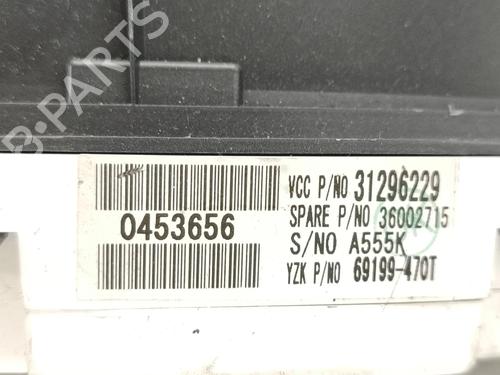 B-PARTS
VCC P/NO 31296229
SPARE P/NO 36002715
S/NO A555K
YZK P/NO 69199-470T
0453656